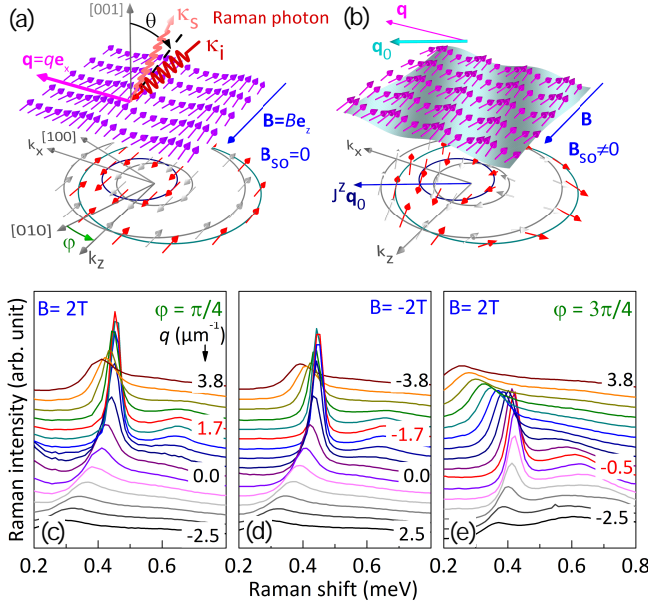 (a)
[001]
θ
κs
Raman photon
κi
q=qex
B=Bez
BSO=0
[100]
kx
[010]
φ
kz
(b)
q
q0
B
BSO≠0
kx
JZq0
kz
B= 2T
φ = π/4
q (μm-1)
3.8
1.7
0.0
-2.5
(c)
B= -2T
-3.8
-1.7
0.0
2.5
(d)
B= 2T
φ = 3π/4
3.8
-0.5
-2.5
(e)
Raman intensity (arb. unit)
0.2 0.4 0.6 0.2 0.4 0.6 0.2 0.4 0.6 0.8
Raman shift (meV)